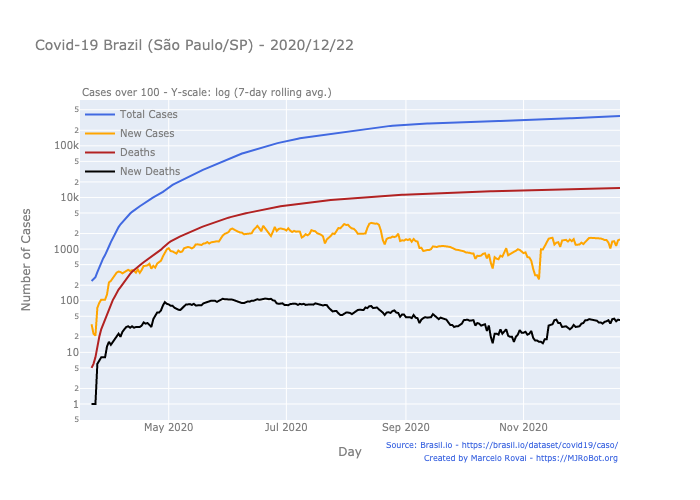 Covid-19 Brazil (São Paulo/SP) - 2020/12/22
Cases over 100 - Y-scale: log (7-day rolling avg.)
Total Cases
New Cases
Deaths
New Deaths
Number of Cases
5
2
100k
5
2
10k
5
2
1000
5
2
100
5
2
10
5
2
1
5
May 2020
Jul 2020
Sep 2020
Nov 2020
Day
Source: Brasil.io - https://brasil.io/dataset/covid19/caso/
Created by Marcelo Rovai - https://MJRoBot.org